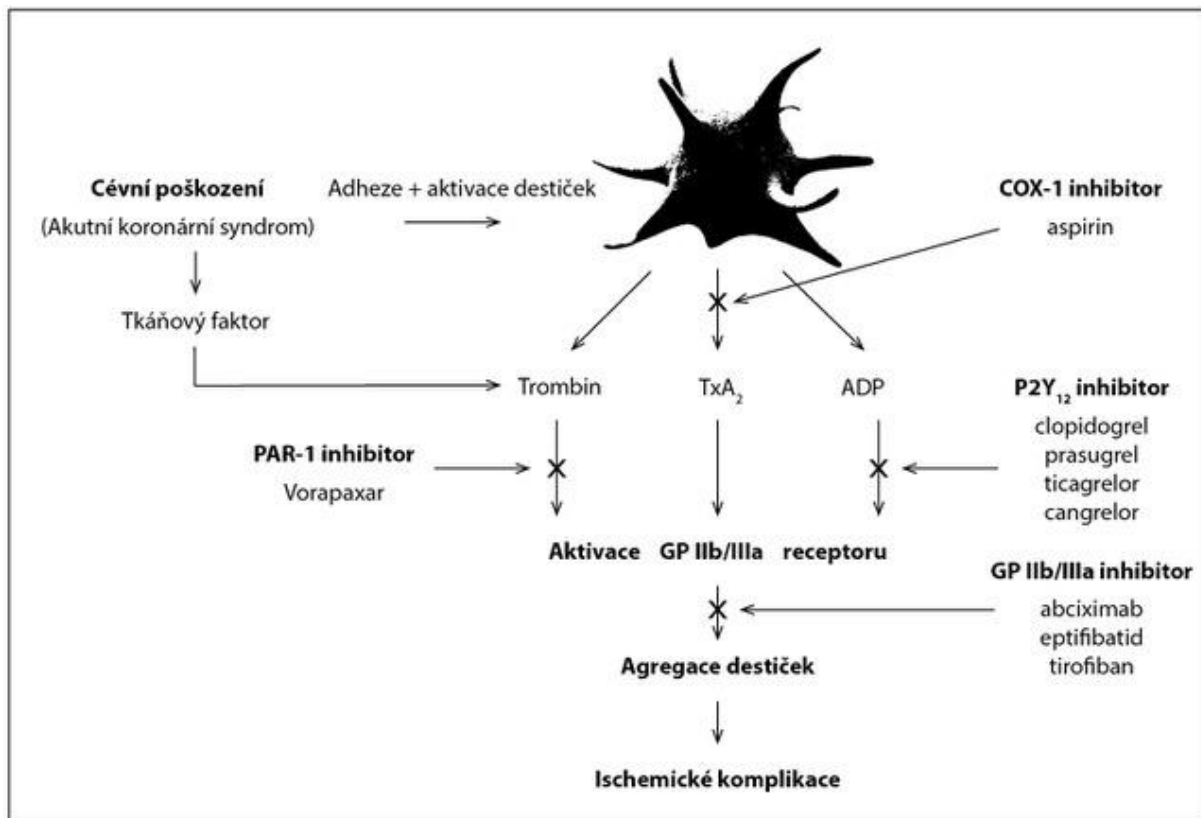 Cévní poškození
(Akutní koronární syndrom)
Adheze + aktivace destiček
COX-1 inhibitor
aspirin
Tkáňový faktor
Trombin
TxA₂
ADP
P2Y₁₂ inhibitor
clopidogrel
prasugrel
ticagrelor
cangrelor
PAR-1 inhibitor
Vorapaxar
Aktivace GP IIb/IIIa receptoru
GP IIb/IIIa inhibitor
abciximab
eptifibatid
tirofiban
Agregace destiček
Ischemické komplikace